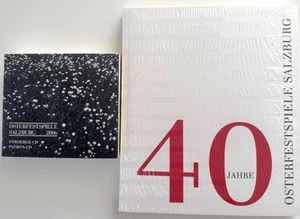 OSTERFESTSPIELE
SALZBURG 2006
FÖRDERER-CD
PATRON-CD
40
JAHRE
OSTERFESTSPIELE SALZBURG